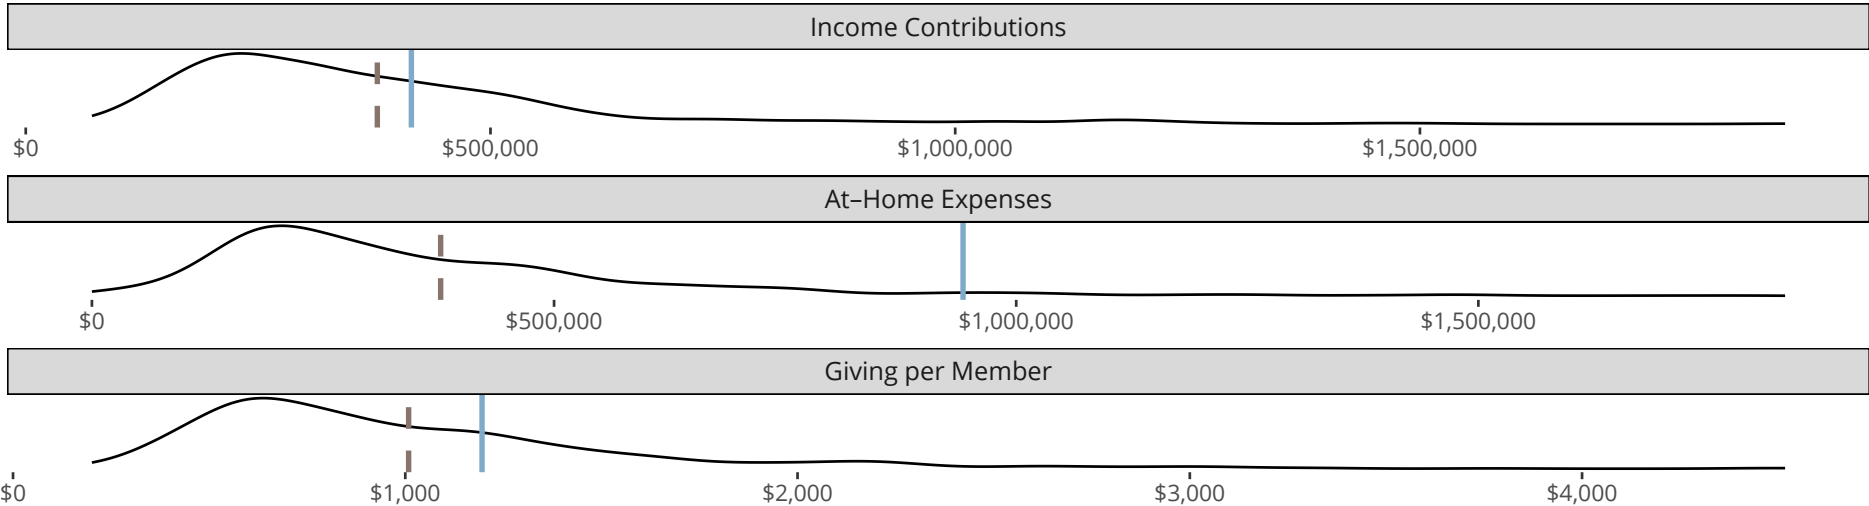 Income Contributions
$0 $500,000 $1,000,000 $1,500,000
At–Home Expenses
$0 $500,000 $1,000,000 $1,500,000
Giving per Member
$0 $1,000 $2,000 $3,000 $4,000